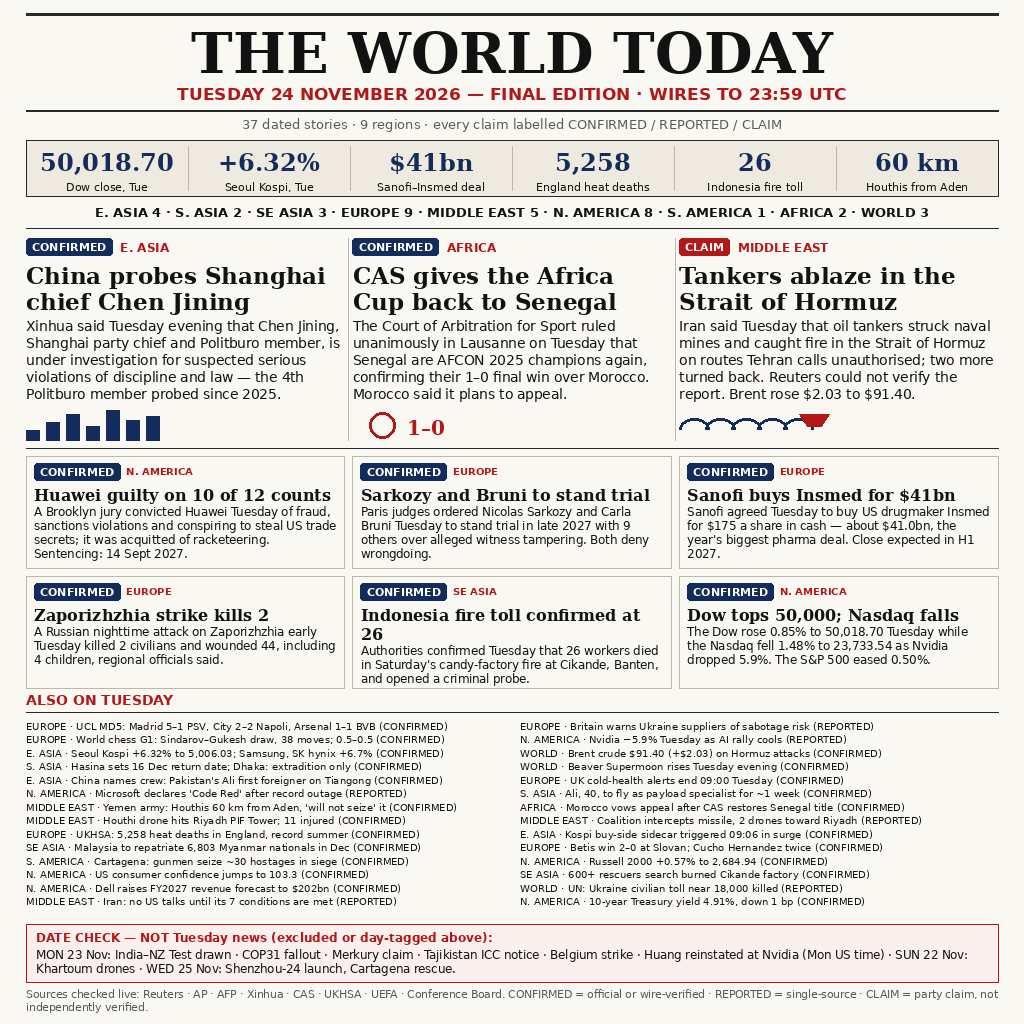 THE WORLD TODAY
TUESDAY 24 NOVEMBER 2026 — FINAL EDITION · WIRES TO 23:59 UTC
37 dated stories · 9 regions · every claim labelled CONFIRMED / REPORTED / CLAIM
50,018.70
Dow close, Tue
+6.32%
Seoul Kospi, Tue
$41bn
Sanofi–Insmed deal
5,258
England heat deaths
26
Indonesia fire toll
60 km
Houthis from Aden
E. ASIA 4 · S. ASIA 2 · SE ASIA 3 · EUROPE 9 · MIDDLE EAST 5 · N. AMERICA 8 · S. AMERICA 1 · AFRICA 2 · WORLD 3
CONFIRMED E. ASIA
China probes Shanghai
chief Chen Jining
Xinhua said Tuesday evening that Chen Jining,
Shanghai party chief and Politburo member, is
under investigation for suspected serious
violations of discipline and law — the 4th
Politburo member probed since 2025.
CONFIRMED AFRICA
CAS gives the Africa
Cup back to Senegal
The Court of Arbitration for Sport ruled
unanimously in Lausanne on Tuesday that
Senegal are AFCON 2025 champions again,
confirming their 1–0 final win over Morocco.
Morocco said it plans to appeal.
1–0
CLAIM MIDDLE EAST
Tankers ablaze in the
Strait of Hormuz
Iran said Tuesday that oil tankers struck naval
mines and caught fire in the Strait of Hormuz
on routes Tehran calls unauthorised; two more
turned back. Reuters could not verify the
report. Brent rose $2.03 to $91.40.
CONFIRMED N. AMERICA
Huawei guilty on 10 of 12 counts
A Brooklyn jury convicted Huawei Tuesday of fraud,
sanctions violations and conspiring to steal US trade
secrets; it was acquitted of racketeering.
Sentencing: 14 Sept 2027.
CONFIRMED EUROPE
Sarkozy and Bruni to stand trial
Paris judges ordered Nicolas Sarkozy and Carla
Bruni Tuesday to stand trial in late 2027 with 9
others over alleged witness tampering. Both deny
wrongdoing.
CONFIRMED EUROPE
Sanofi buys Insmed for $41bn
Sanofi agreed Tuesday to buy US drugmaker Insmed
for $175 a share in cash — about $41.0bn, the
year's biggest pharma deal. Close expected in H1
2027.
CONFIRMED EUROPE
Zaporizhzhia strike kills 2
A Russian nighttime attack on Zaporizhzhia early
Tuesday killed 2 civilians and wounded 44, including
4 children, regional officials said.
CONFIRMED SE ASIA
Indonesia fire toll confirmed at
26
Authorities confirmed Tuesday that 26 workers died
in Saturday's candy-factory fire at Cikande, Banten,
and opened a criminal probe.
CONFIRMED N. AMERICA
Dow tops 50,000; Nasdaq falls
The Dow rose 0.85% to 50,018.70 Tuesday while
the Nasdaq fell 1.48% to 23,733.54 as Nvidia
dropped 5.9%. The S&P 500 eased 0.50%.
ALSO ON TUESDAY
EUROPE · UCL MD5: Madrid 5–1 PSV, City 2–2 Napoli, Arsenal 1–1 BVB (CONFIRMED)
EUROPE · World chess G1: Sindarov–Gukesh draw, 38 moves; 0.5–0.5 (CONFIRMED)
E. ASIA · Seoul Kospi +6.32% to 5,006.03; Samsung, SK hynix +6.7% (CONFIRMED)
S. ASIA · Hasina sets 16 Dec return date; Dhaka: extradition only (CONFIRMED)
E. ASIA · China names crew: Pakistan's Ali first foreigner on Tiangong (CONFIRMED)
N. AMERICA · Microsoft declares 'Code Red' after record outage (REPORTED)
MIDDLE EAST · Yemen army: Houthis 60 km from Aden, 'will not seize' it (CONFIRMED)
MIDDLE EAST · Houthi drone hits Riyadh PIF Tower; 11 injured (CONFIRMED)
EUROPE · UKHSA: 5,258 heat deaths in England, record summer (CONFIRMED)
SE ASIA · Malaysia to repatriate 6,803 Myanmar nationals in Dec (CONFIRMED)
S. AMERICA · Cartagena: gunmen seize ~30 hostages in siege (CONFIRMED)
N. AMERICA · US consumer confidence jumps to 103.3 (CONFIRMED)
N. AMERICA · Dell raises FY2027 revenue forecast to $202bn (CONFIRMED)
MIDDLE EAST · Iran: no US talks until its 7 conditions are met (REPORTED)
EUROPE · Britain warns Ukraine suppliers of sabotage risk (REPORTED)
N. AMERICA · Nvidia −5.9% Tuesday as AI rally cools (REPORTED)
WORLD · Brent crude $91.40 (+$2.03) on Hormuz attacks (CONFIRMED)
WORLD · Beaver Supermoon rises Tuesday evening (CONFIRMED)
EUROPE · UK cold-health alerts end 09:00 Tuesday (CONFIRMED)
S. ASIA · Ali, 40, to fly as payload specialist for ~1 week (CONFIRMED)
AFRICA · Morocco vows appeal after CAS restores Senegal title (CONFIRMED)
MIDDLE EAST · Coalition intercepts missile, 2 drones toward Riyadh (REPORTED)
E. ASIA · Kospi buy-side sidecar triggered 09:06 in surge (CONFIRMED)
EUROPE · Betis win 2–0 at Slovan; Cucho Hernandez twice (CONFIRMED)
N. AMERICA · Russell 2000 +0.57% to 2,684.94 (CONFIRMED)
SE ASIA · 600+ rescuers search burned Cikande factory (CONFIRMED)
WORLD · UN: Ukraine civilian toll near 18,000 killed (REPORTED)
N. AMERICA · 10-year Treasury yield 4.91%, down 1 bp (CONFIRMED)
DATE CHECK — NOT Tuesday news (excluded or day-tagged above):
MON 23 Nov: India–NZ Test drawn · COP31 fallout · Merkury claim · Tajikistan ICC notice · Belgium strike · Huang reinstated at Nvidia (Mon US time) · SUN 22 Nov:
Khartoum drones · WED 25 Nov: Shenzhou-24 launch, Cartagena rescue.
Sources checked live: Reuters · AP · AFP · Xinhua · CAS · UKHSA · UEFA · Conference Board. CONFIRMED = official or wire-verified · REPORTED = single-source · CLAIM = party claim, not
independently verified.